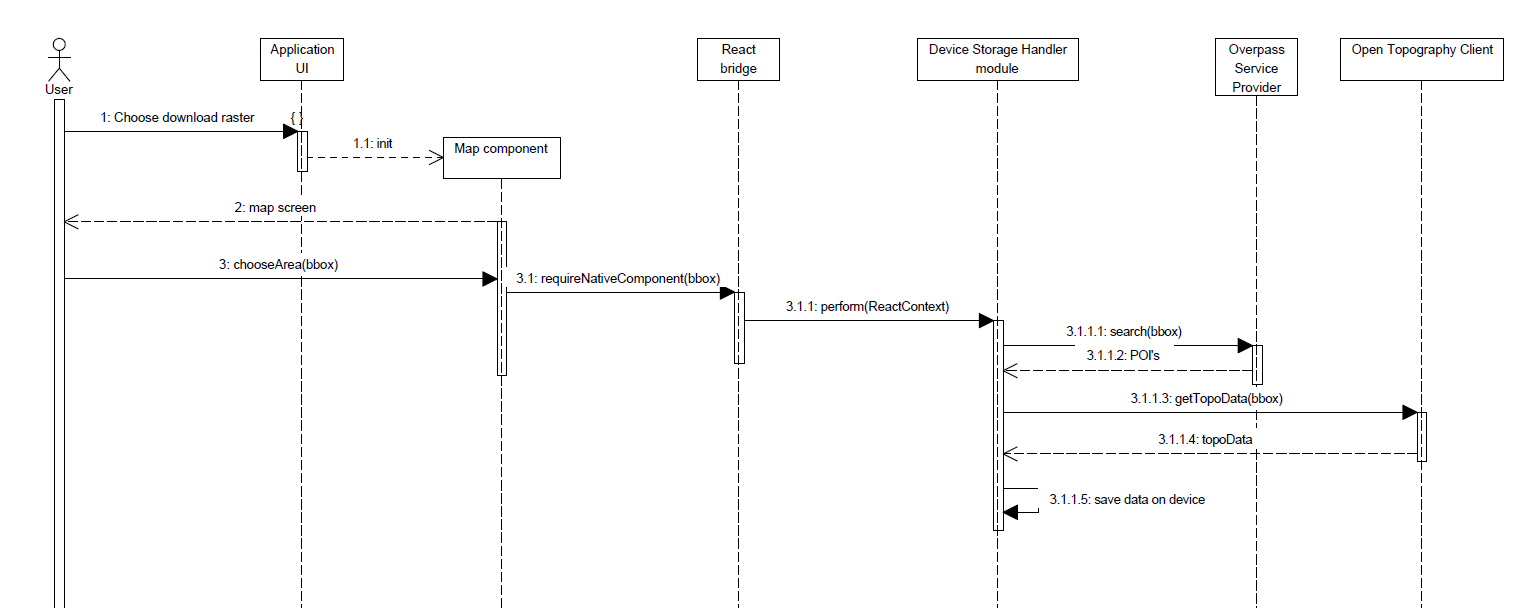 User
Application
UI
React
bridge
Device Storage Handler
module
Overpass
Service
Provider
Open Topography Client
1: Choose download raster
{ }
1.1: init
Map component
2: map screen
3: chooseArea(bbox)
3.1: requireNativeComponent(bbox)
3.1.1: perform(ReactContext)
3.1.1.1: search(bbox)
3.1.1.2: POI's
3.1.1.3: getTopoData(bbox)
3.1.1.4: topoData
3.1.1.5: save data on device